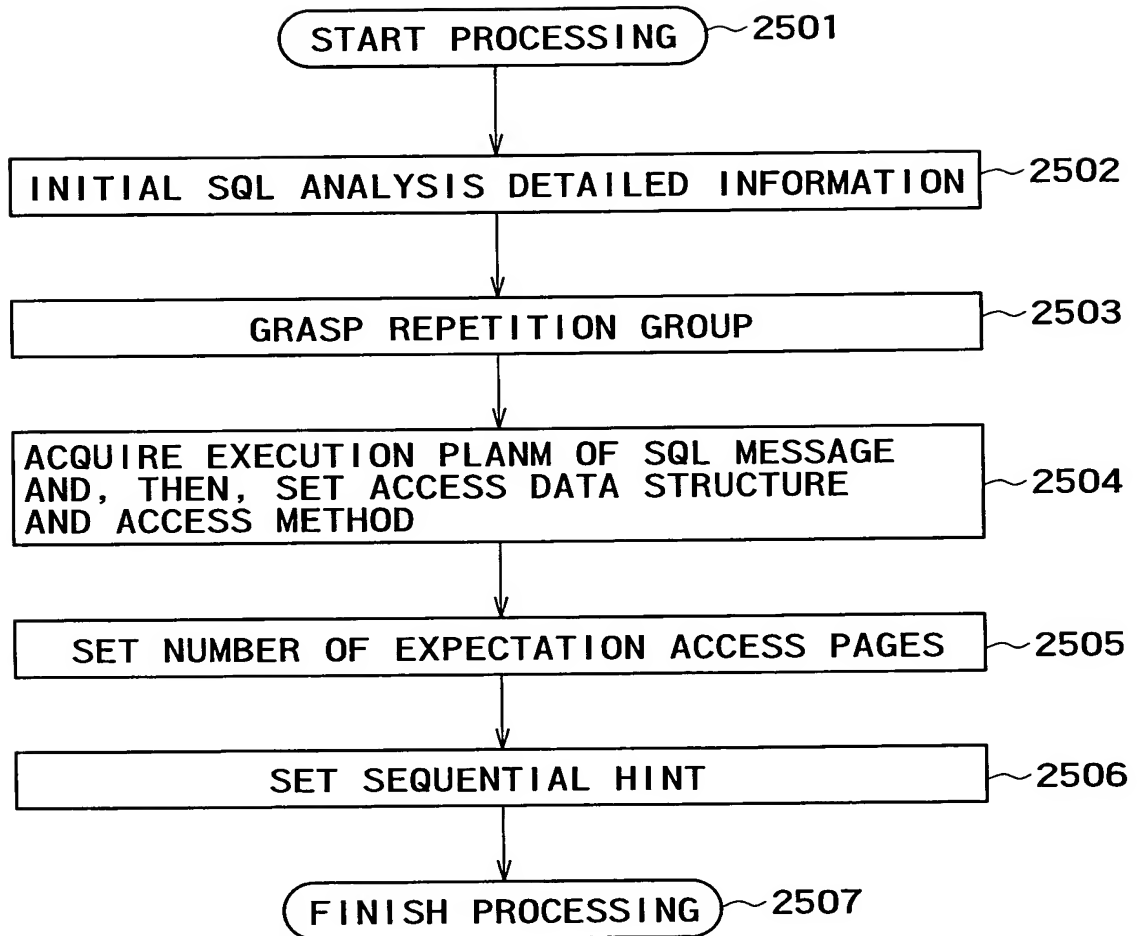 START PROCESSING 2501
INITIAL SQL ANALYSIS DETAILED INFORMATION 2502
GRASP REPETITION GROUP 2503
ACQUIRE EXECUTION PLANM OF SQL MESSAGE
AND, THEN, SET ACCESS DATA STRUCTURE
AND ACCESS METHOD 2504
SET NUMBER OF EXPECTATION ACCESS PAGES 2505
SET SEQUENTIAL HINT 2506
FINISH PROCESSING 2507